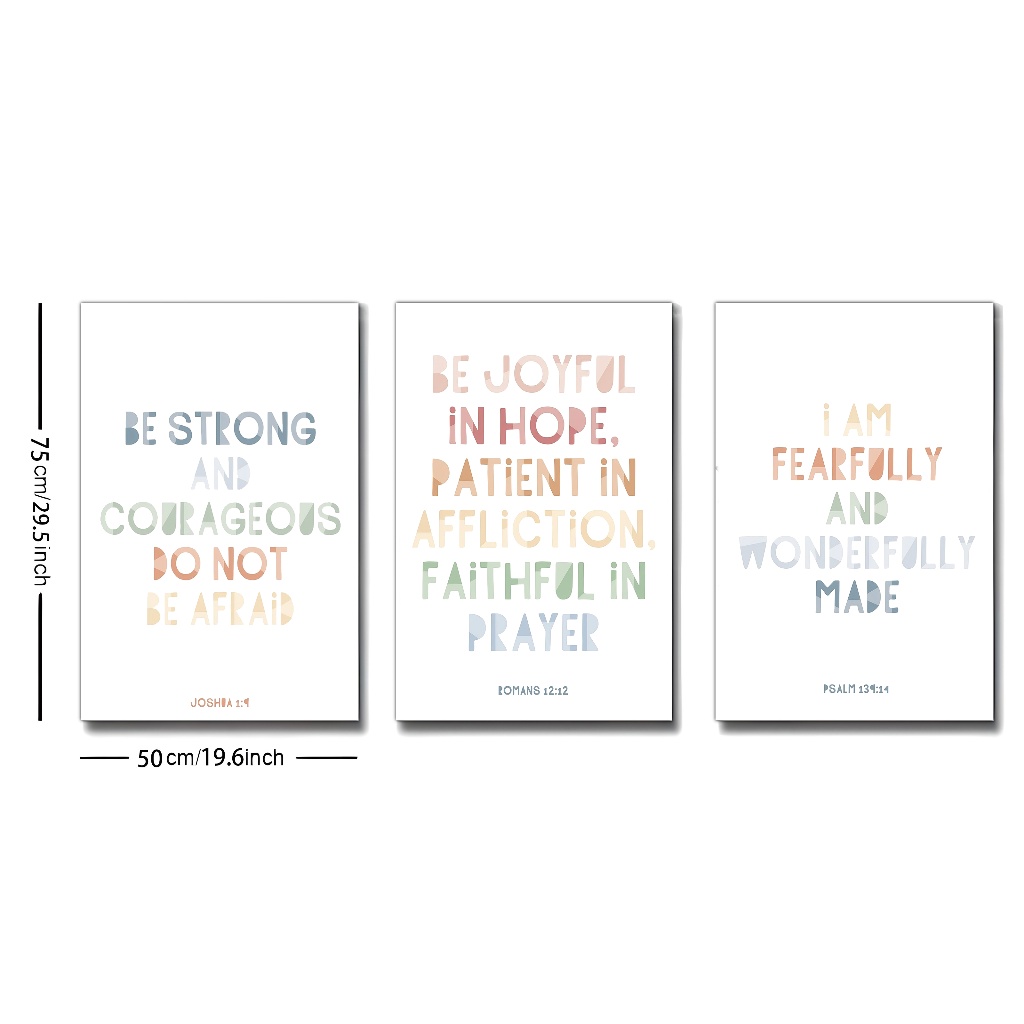 75cm/29.5inch
BE STRONG
AND
COURAGEOUS
DO NOT
BE AFRAiD
JOSHUA 1:9
50cm/19.6inch
BE JOYFUL
iN HOPE,
PATiENT iN
AFFLiCTiON,
FAiTHFUL iN
PRAYER
ROMANS 12:12
i AM
FEARFULLY
AND
WONDERFULLY
MADE
PSALM 139:14